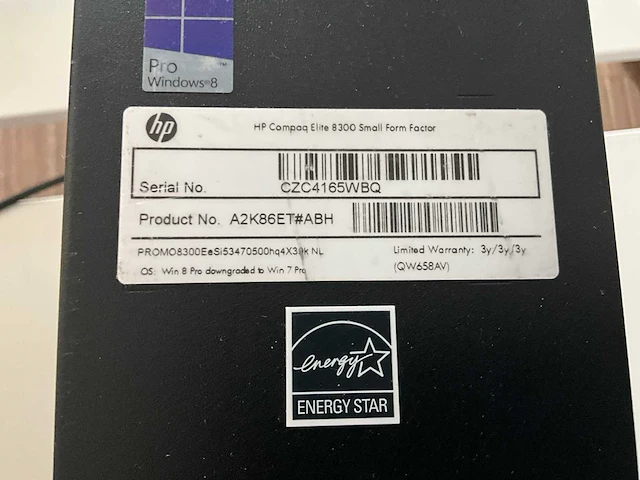 Pro
Windows 8
hp
HP Compaq Elite 8300 Small Form Factor
Serial No.
CZC4165WBQ
Product No. A2K86ET#ABH
PROMO8300EeSi53470500hq4X39k NL
Limited Warranty: 3y/3y/3y
OS: Win 8 Pro downgraded to Win 7 Pro
(QW658AV)
energy
ENERGY STAR